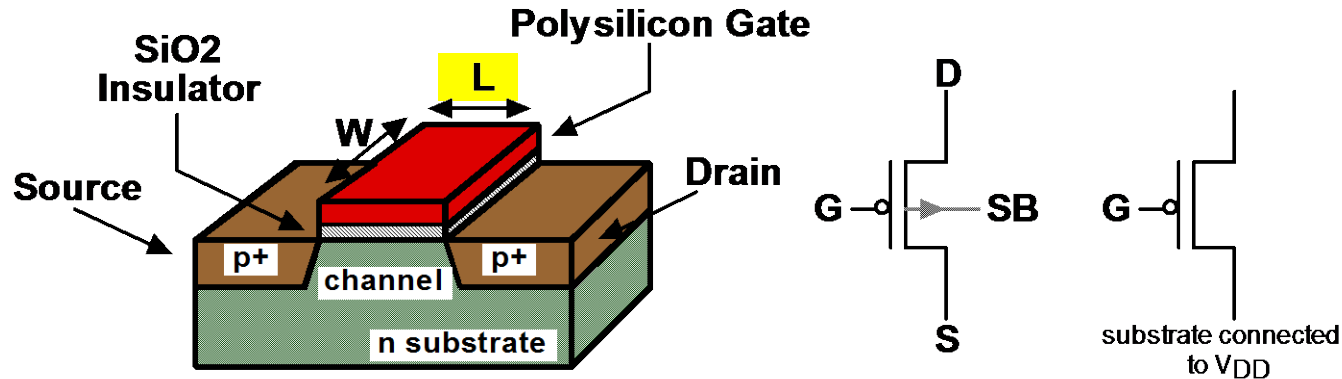 SiO2
Insulator
Polysilicon Gate
L
W
Source
Drain
p+
p+
channel
n substrate
D
G
SB
S
G
substrate connected
to VDD